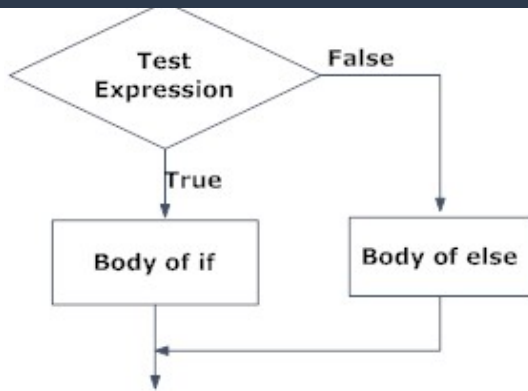 Test
Expression
False
True
Body of if
Body of else